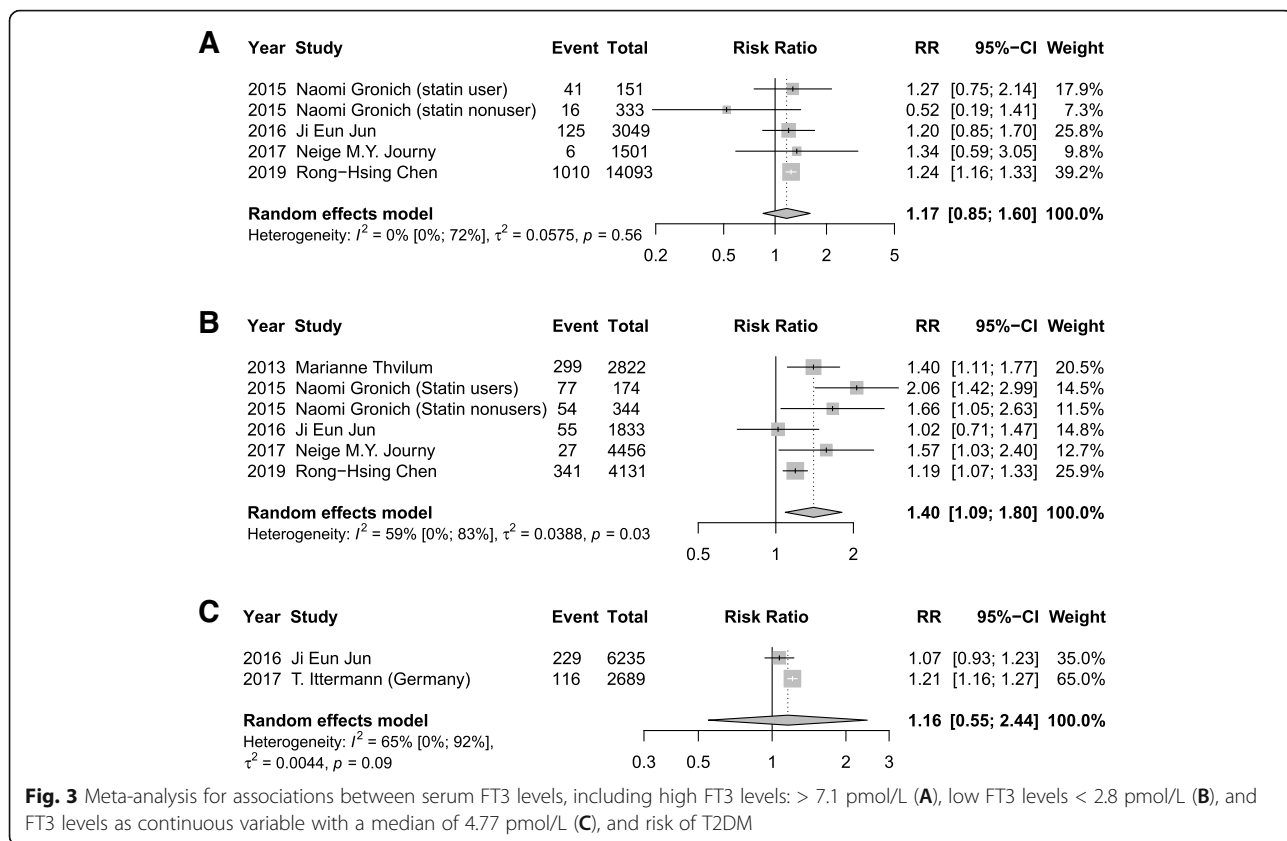 A
Year Study Event Total Risk Ratio RR 95%−CI Weight
2015 Naomi Gronich (statin user) 41 151 1.27 [0.75; 2.14] 17.9%
2015 Naomi Gronich (statin nonuser) 16 333 0.52 [0.19; 1.41] 7.3%
2016 Ji Eun Jun 125 3049 1.20 [0.85; 1.70] 25.8%
2017 Neige M.Y. Journy 6 1501 1.34 [0.59; 3.05] 9.8%
2019 Rong−Hsing Chen 1010 14093 1.24 [1.16; 1.33] 39.2%
Random effects model 1.17 [0.85; 1.60] 100.0%
Heterogeneity: I² = 0% [0%; 72%], τ² = 0.0575, p = 0.56
0.2 0.5 1 2 5
B
Year Study Event Total Risk Ratio RR 95%−CI Weight
2013 Marianne Thvilum 299 2822 1.40 [1.11; 1.77] 20.5%
2015 Naomi Gronich (Statin users) 77 174 2.06 [1.42; 2.99] 14.5%
2015 Naomi Gronich (Statin nonusers) 54 344 1.66 [1.05; 2.63] 11.5%
2016 Ji Eun Jun 55 1833 1.02 [0.71; 1.47] 14.8%
2017 Neige M.Y. Journy 27 4456 1.57 [1.03; 2.40] 12.7%
2019 Rong−Hsing Chen 341 4131 1.19 [1.07; 1.33] 25.9%
Random effects model 1.40 [1.09; 1.80] 100.0%
Heterogeneity: I² = 59% [0%; 83%], τ² = 0.0388, p = 0.03
0.5 1 2
C
Year Study Event Total Risk Ratio RR 95%−CI Weight
2016 Ji Eun Jun 229 6235 1.07 [0.93; 1.23] 35.0%
2017 T. Ittermann (Germany) 116 2689 1.21 [1.16; 1.27] 65.0%
Random effects model 1.16 [0.55; 2.44] 100.0%
Heterogeneity: I² = 65% [0%; 92%],
τ² = 0.0044, p = 0.09
0.3 0.5 1 2 3
Fig. 3 Meta-analysis for associations between serum FT3 levels, including high FT3 levels: > 7.1 pmol/L (A), low FT3 levels < 2.8 pmol/L (B), and
FT3 levels as continuous variable with a median of 4.77 pmol/L (C), and risk of T2DM